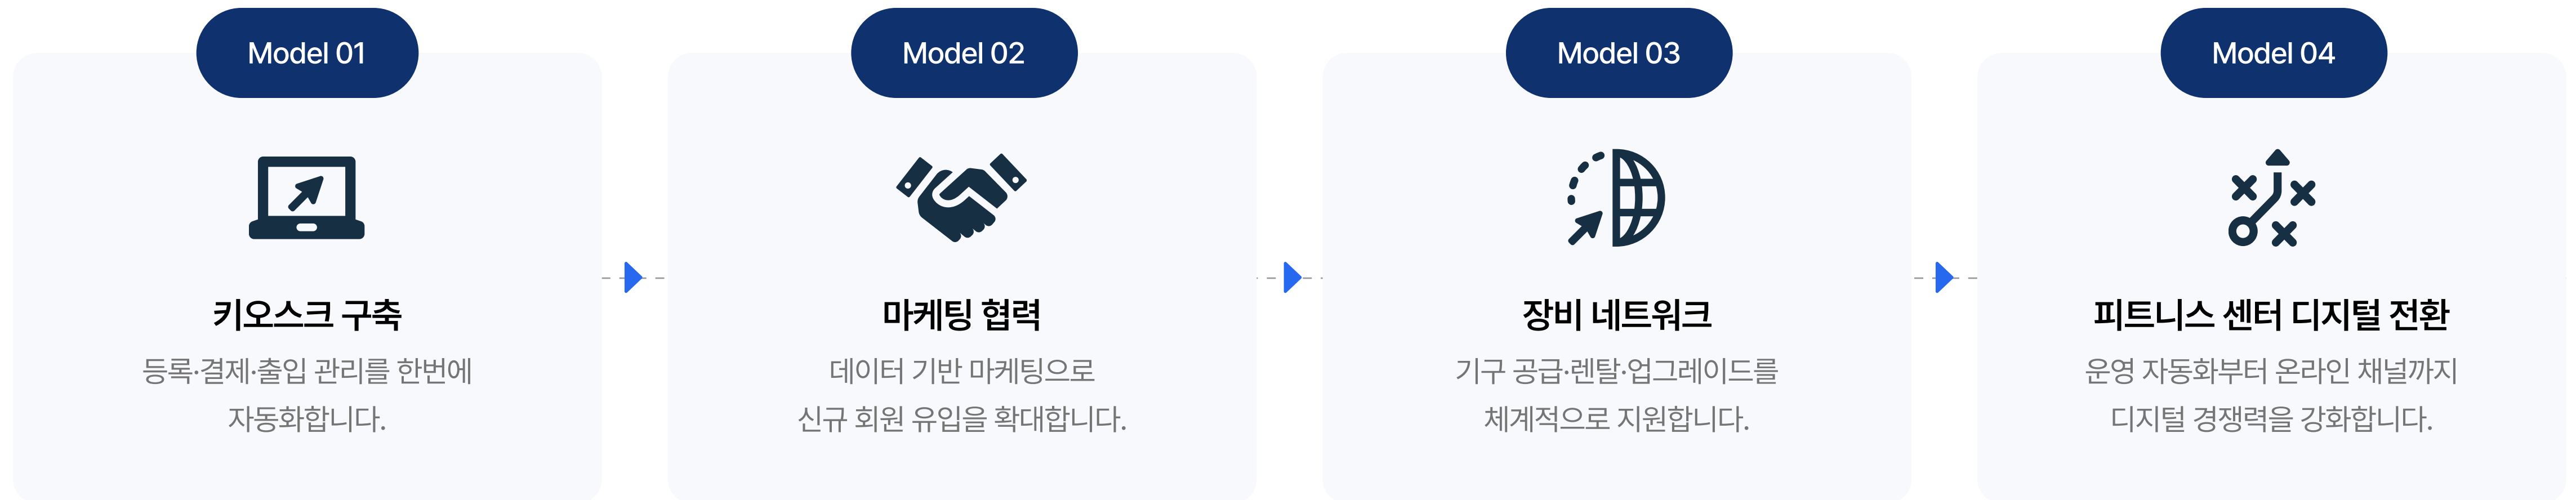 Model 01
키오스크 구축
등록·결제·출입 관리를 한번에
자동화합니다.
Model 02
마케팅 협력
데이터 기반 마케팅으로
신규 회원 유입을 확대합니다.
Model 03
장비 네트워크
기구 공급·렌탈·업그레이드를
체계적으로 지원합니다.
Model 04
피트니스 센터 디지털 전환
운영 자동화부터 온라인 채널까지
디지털 경쟁력을 강화합니다.